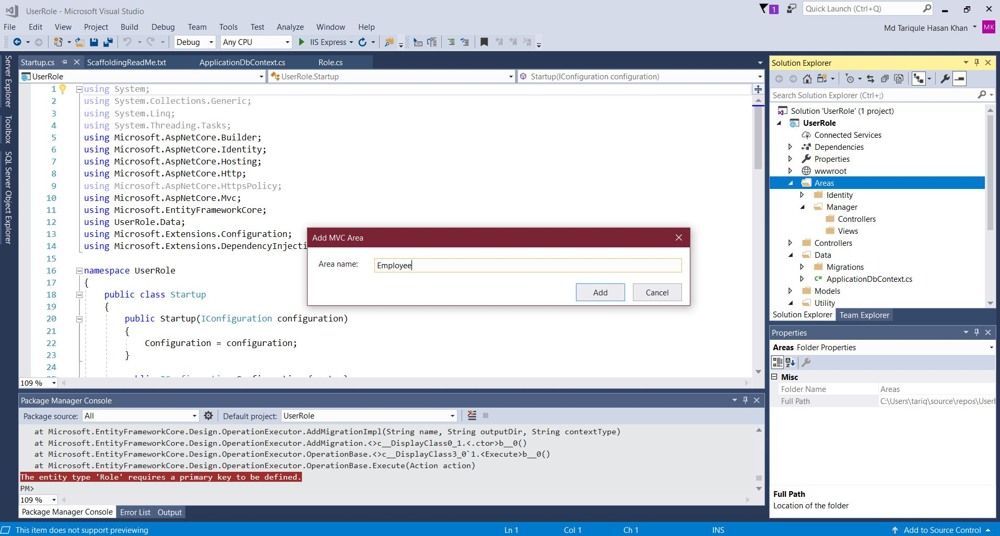 UserRole - Microsoft Visual Studio
1
Quick Launch (Ctrl+Q)
File Edit View Project Build Debug Team Tools Test Analyze Window Help
Md Tariqule Hasan Khan
MK
Debug
Any CPU
IIS Express
Server Explorer
Toolbox
SQL Server Object Explorer
Startup.cs
ScaffoldingReadMe.txt
ApplicationDbContext.cs
Role.cs
UserRole
UserRole.Startup
Startup(IConfiguration configuration)
1 using System;
2 using System.Collections.Generic;
3 using System.Linq;
4 using System.Threading.Tasks;
5 using Microsoft.AspNetCore.Builder;
6 using Microsoft.AspNetCore.Identity;
7 using Microsoft.AspNetCore.Hosting;
8 using Microsoft.AspNetCore.Http;
9 using Microsoft.AspNetCore.HttpsPolicy;
10 using Microsoft.AspNetCore.Mvc;
11 using Microsoft.EntityFrameworkCore;
12 using UserRole.Data;
13 using Microsoft.Extensions.Configuration;
14 using Microsoft.Extensions.DependencyInjecti
15
16 namespace UserRole
17 {
18 public class Startup
19 {
20 public Startup(IConfiguration configuration)
21 {
22 Configuration = configuration;
23 }
24
109 %
Add MVC Area
Area name:
Employee
Add
Cancel
Package Manager Console
Package source: All
Default project: UserRole
at Microsoft.EntityFrameworkCore.Design.OperationExecutor.AddMigrationImpl(String name, String outputDir, String contextType)
at Microsoft.EntityFrameworkCore.Design.OperationExecutor.AddMigration.<>c__DisplayClass0_1.<.ctor>b__0()
at Microsoft.EntityFrameworkCore.Design.OperationExecutor.OperationBase.<>c__DisplayClass3_0`1.<Execute>b__0()
at Microsoft.EntityFrameworkCore.Design.OperationExecutor.OperationBase.Execute(Action action)
The entity type 'Role' requires a primary key to be defined.
PM>
109 %
Package Manager Console
Error List
Output
Solution Explorer
Search Solution Explorer (Ctrl+;)
Solution 'UserRole' (1 project)
UserRole
Connected Services
Dependencies
Properties
wwwroot
Areas
Identity
Manager
Controllers
Views
Controllers
Data
Migrations
C# ApplicationDbContext.cs
Models
Utility
Solution Explorer
Team Explorer
Properties
Areas Folder Properties
Misc
Folder Name Areas
Full Path C:\Users\tariq\source\repos\User
Full Path
Location of the folder
This item does not support previewing
Ln 1
Col 1
Ch 1
INS
Add to Source Control